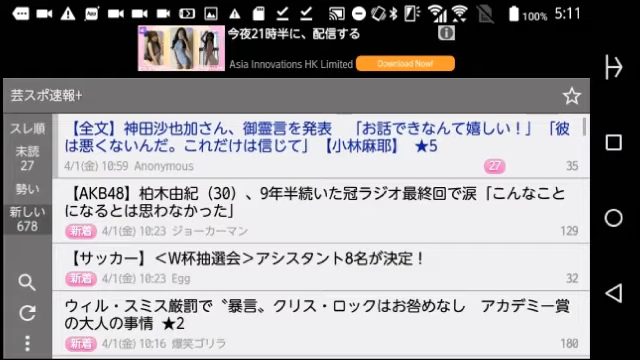 100% 5:11
今夜21時半に、配信する
Asia Innovations HK Limited
Download Now!
芸スポ速報+
スレ順
未読
27
勢い
新しい
678
【全文】神田沙也加さん、御霊言を発表　「お話できなんて嬉しい！」「彼
は悪くないんだ。これだけは信じて」【小林麻耶】 ★5
4/1(金) 10:59 Anonymous
27
35
【AKB48】柏木由紀（30）、9年半続いた冠ラジオ最終回で涙「こんなこと
になるとは思わなかった」
新着 4/1(金) 10:23 ジョーカーマン
129
【サッカー】＜W杯抽選会＞アシスタント8名が決定！
新着 4/1(金) 10:23 Egg
32
ウィル・スミス厳罰で〝暴言〟クリス・ロックはお咎めなし　アカデミー賞
の大人の事情 ★2
新着 4/1(金) 10:16 爆笑ゴリラ
180